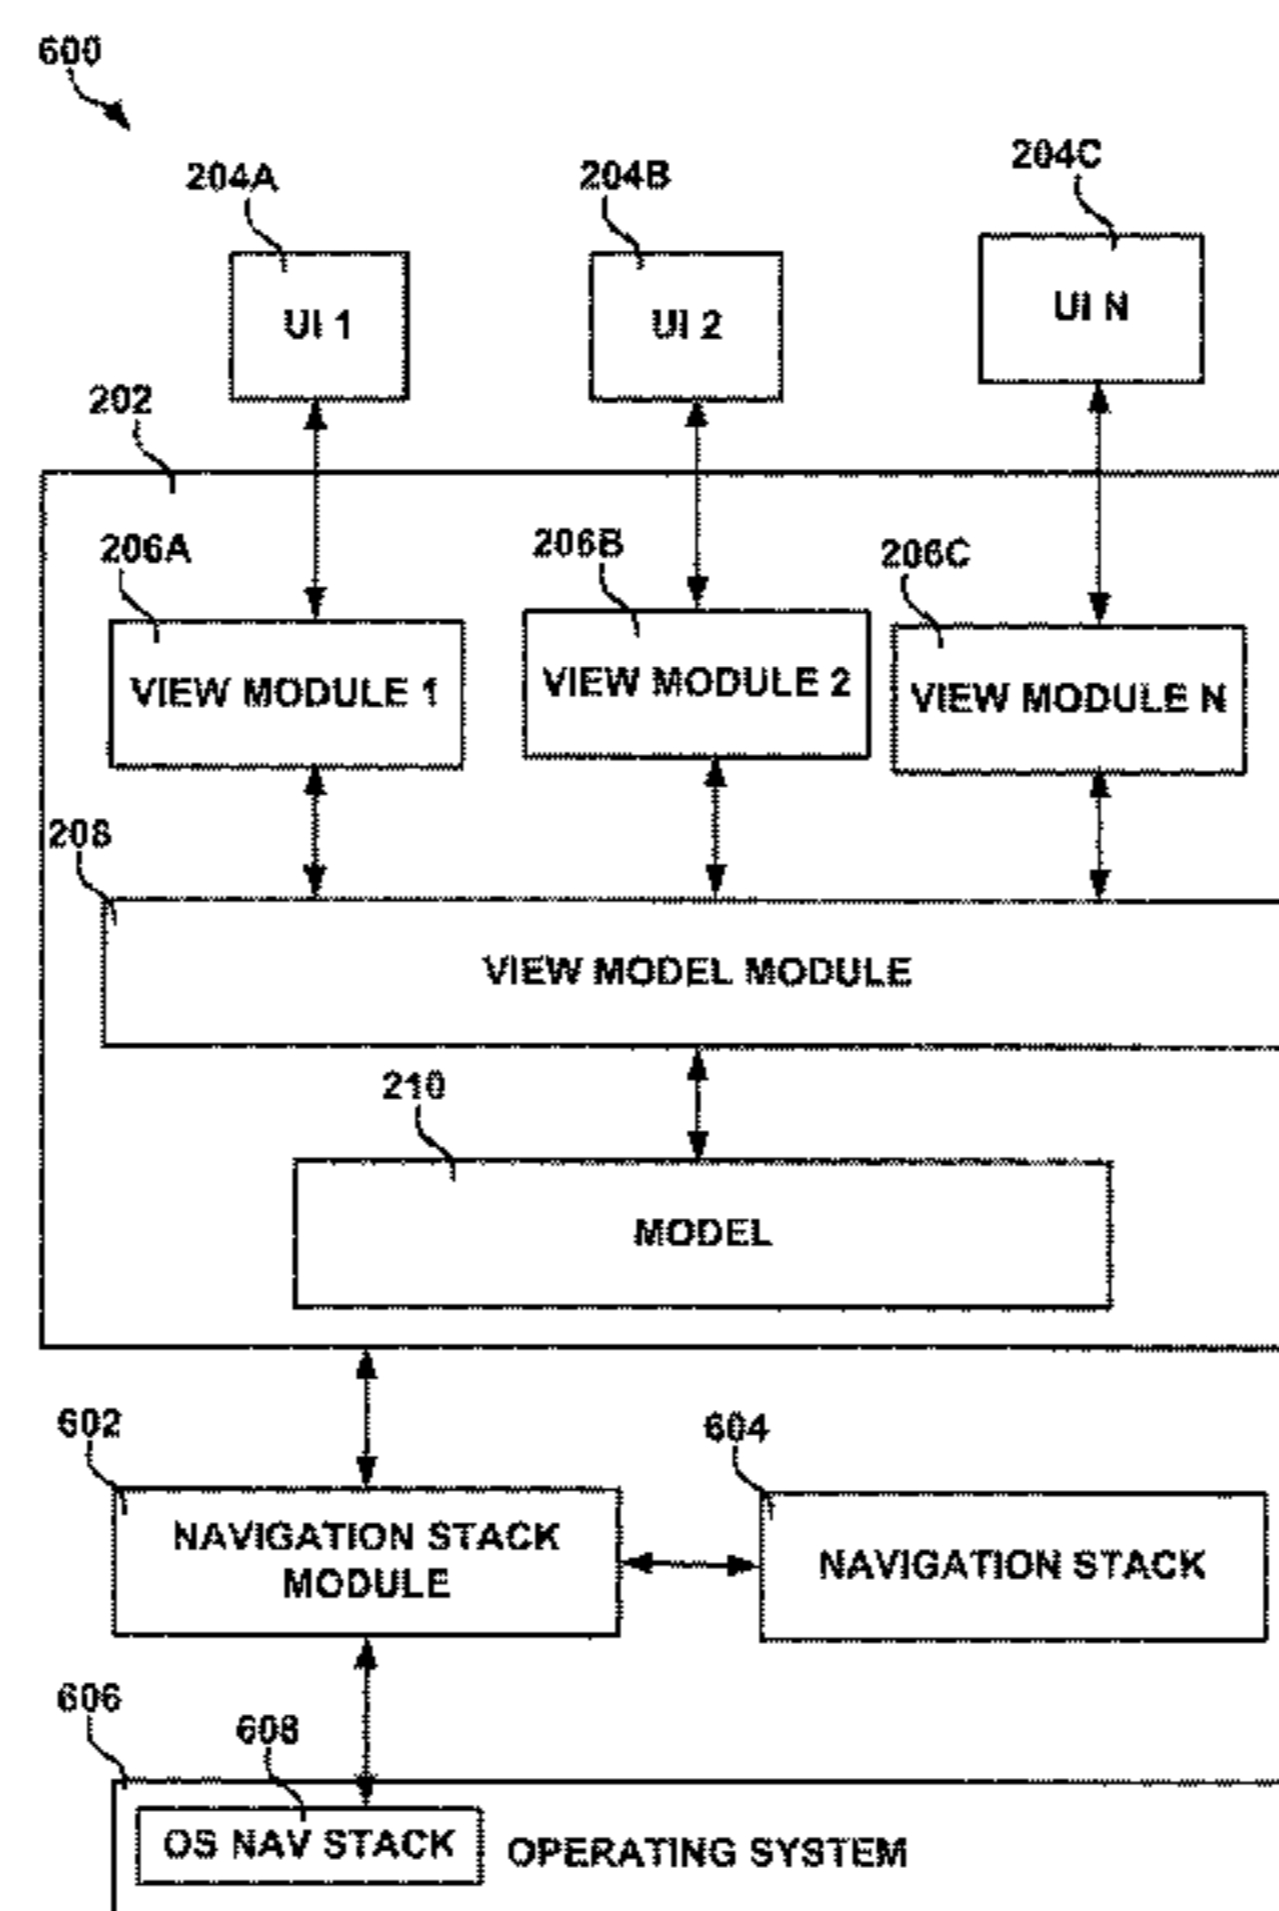 600
204A
204B
204C
UI 1
UI 2
UI N
202
206A
206B
206C
VIEW MODULE 1
VIEW MODULE 2
VIEW MODULE N
208
VIEW MODEL MODULE
210
MODEL
602
604
NAVIGATION STACK
MODULE
NAVIGATION STACK
606
608
OS NAV STACK
OPERATING SYSTEM